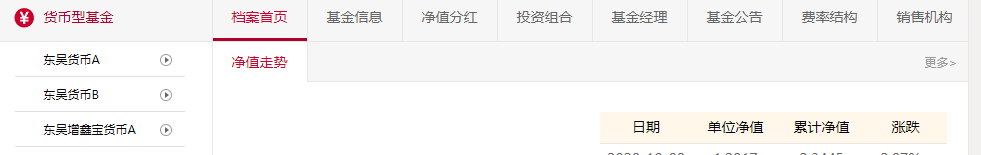 货币型基金
档案首页 基金信息 净值分红 投资组合 基金经理 基金公告 费率结构 销售机构
东吴货币A
净值走势 更多>
东吴货币B
东吴增鑫宝货币A
日期 单位净值 累计净值 涨跌